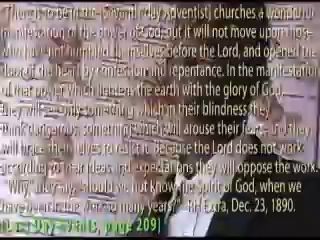 "There is to be in the [Seventh-day Adventist] churches a wonderful
manifestation of the power of God, but it will not move upon those
who have not humbled themselves before the Lord, and opened the
door of the heart by confession and repentance. In the manifestation
of that power which lightens the earth with the glory of God,
they will see only something which in their blindness they
think dangerous, something which will arouse their fears, and they
will brace themselves to resist it. Because the Lord does not work
according to their ideas and expectations they will oppose the work.
"Why," they say, "should we not know the Spirit of God, when we
have been in the work so many years?" -RH Extra, Dec. 23, 1890.
page 209]